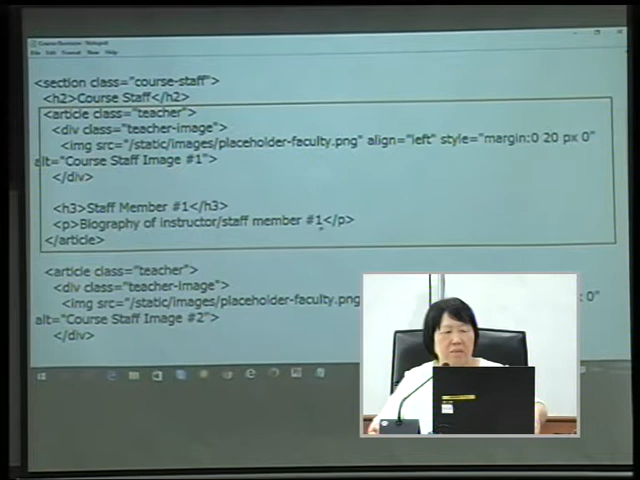 <section class="course-staff">
<h2>Course Staff</h2>
<article class="teacher">
<div class="teacher-image">
<img src="/static/images/placeholder-faculty.png" align="left" style="margin:0 20 px 0"
alt="Course Staff Image #1">
</div>
<h3>Staff Member #1</h3>
<p>Biography of instructor/staff member #1</p>
</article>
<article class="teacher">
<div class="teacher-image">
<img src="/static/images/placeholder-faculty.png
x 0"
alt="Course Staff Image #2">
</div>